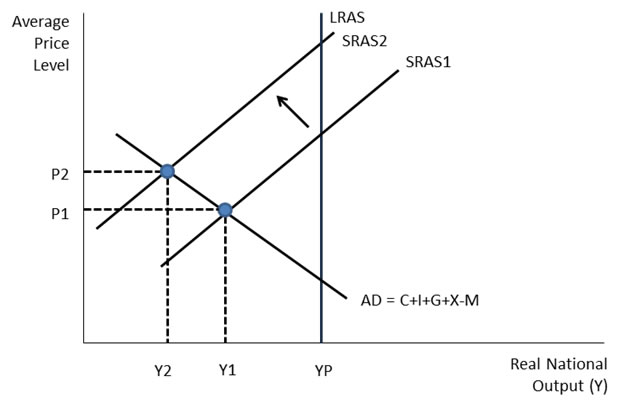 Average
Price
Level
LRAS
SRAS2
SRAS1
P2
P1
AD = C+I+G+X-M
Y2
Y1
YP
Real National
Output (Y)